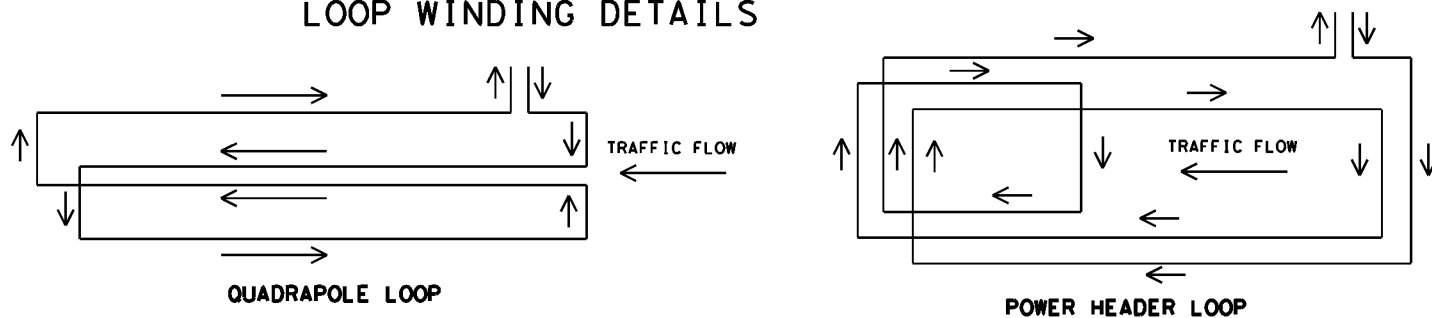 LOOP WINDING DETAILS
TRAFFIC FLOW
TRAFFIC FLOW
QUADRAPOLE LOOP
POWER HEADER LOOP